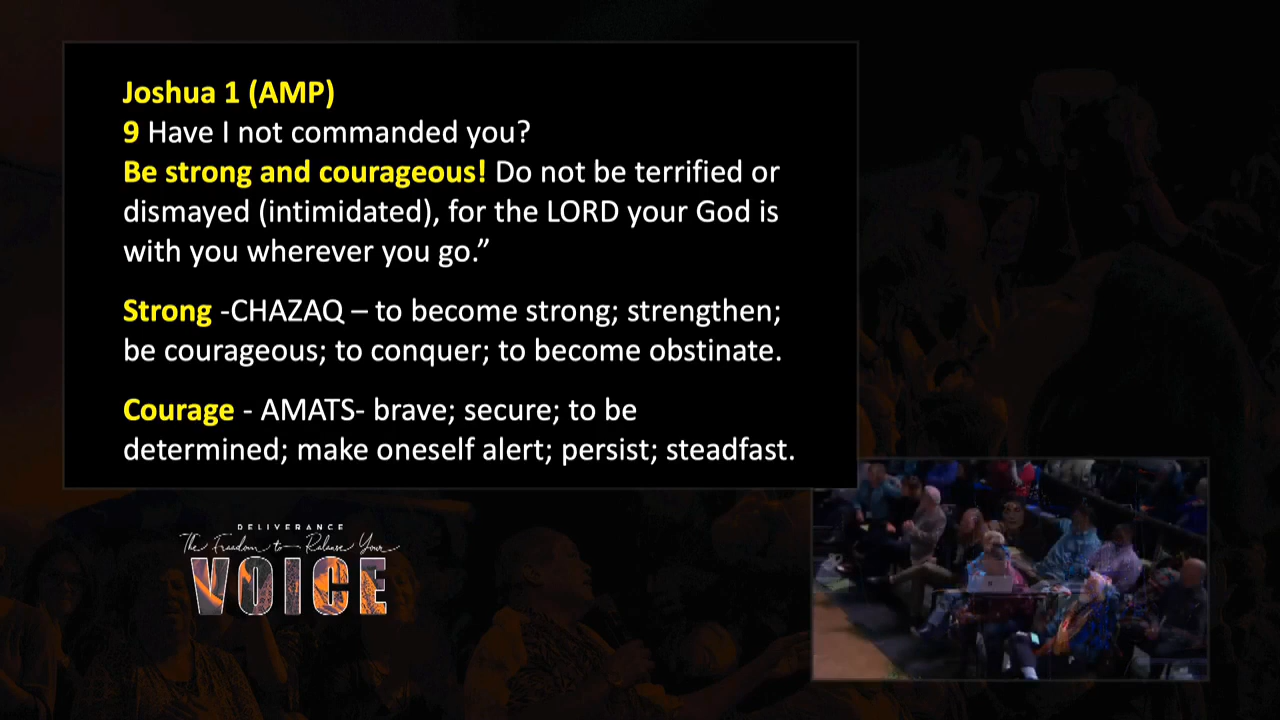 Joshua 1 (AMP)
9 Have I not commanded you?
Be strong and courageous! Do not be terrified or
dismayed (intimidated), for the LORD your God is
with you wherever you go.”
Strong -CHAZAQ – to become strong; strengthen;
be courageous; to conquer; to become obstinate.
Courage - AMATS- brave; secure; to be
determined; make oneself alert; persist; steadfast.
DELIVERANCE
The Freedom to Release Your
VOICE